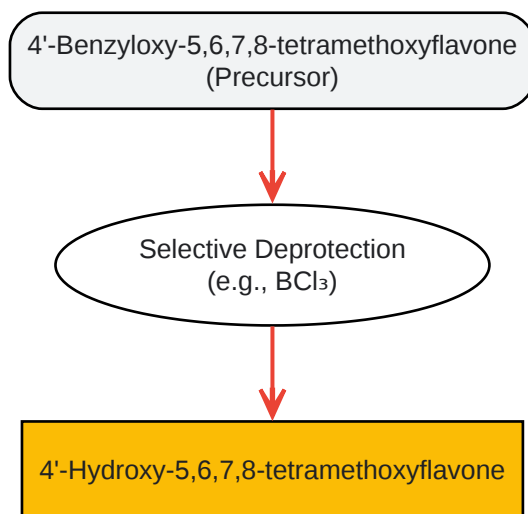 4'-Benzyloxy-5,6,7,8-tetramethoxyflavone
(Precursor)
Selective Deprotection
(e.g., BCl₃)
4'-Hydroxy-5,6,7,8-tetramethoxyflavone